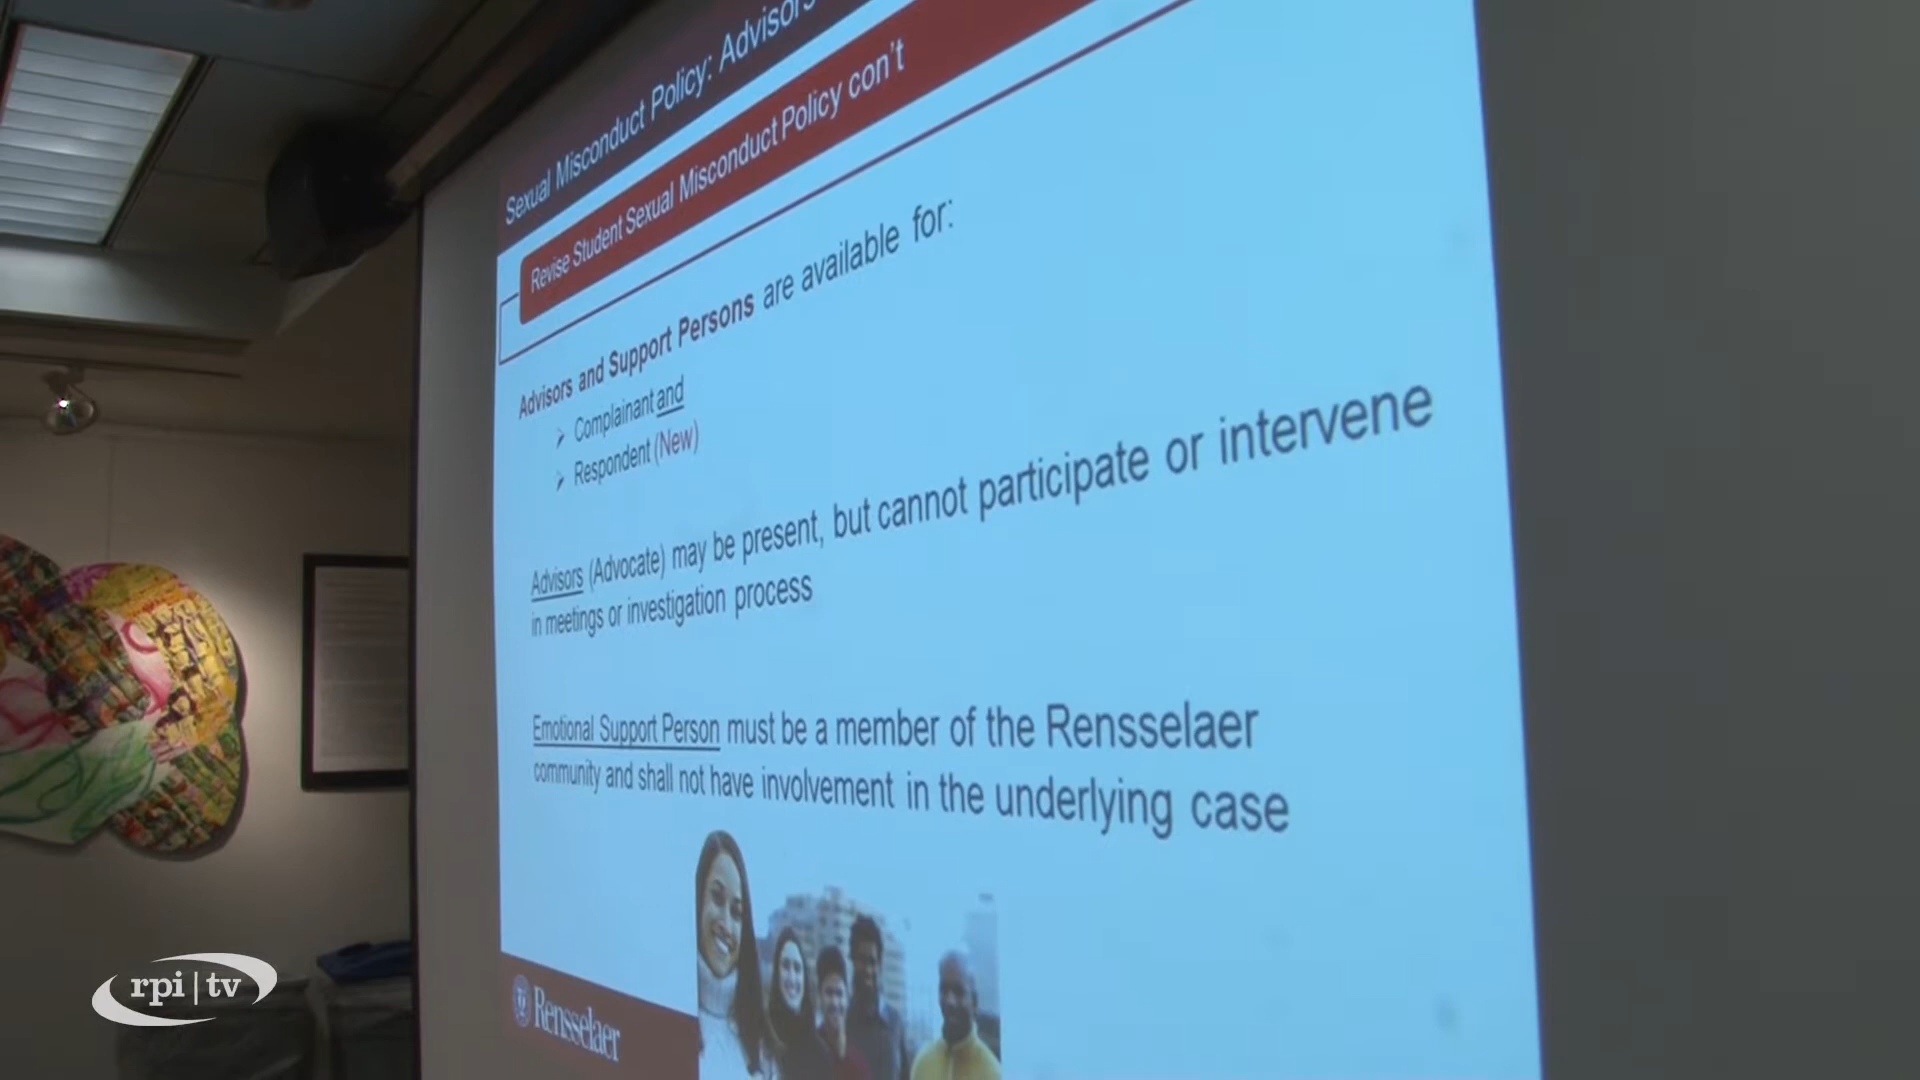 Sexual Misconduct Policy: Advisors
Revise Student Sexual Misconduct Policy con't
Advisors and Support Persons are available for:
Complainant and
Respondent (New)
Advisors (Advocate) may be present, but cannot participate or intervene
in meetings or investigation process
Emotional Support Person must be a member of the Rensselaer
community and shall not have involvement in the underlying case
Rensselaer
rpi|tv